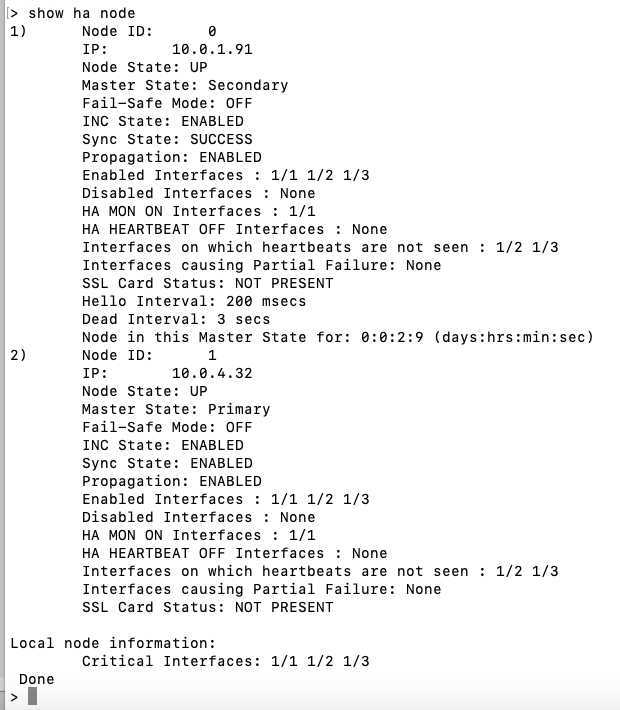 [> show ha node
1)      Node ID:      0
        IP:       10.0.1.91
        Node State: UP
        Master State: Secondary
        Fail-Safe Mode: OFF
        INC State: ENABLED
        Sync State: SUCCESS
        Propagation: ENABLED
        Enabled Interfaces : 1/1 1/2 1/3
        Disabled Interfaces : None
        HA MON ON Interfaces : 1/1
        HA HEARTBEAT OFF Interfaces : None
        Interfaces on which heartbeats are not seen : 1/2 1/3
        Interfaces causing Partial Failure: None
        SSL Card Status: NOT PRESENT
        Hello Interval: 200 msecs
        Dead Interval: 3 secs
        Node in this Master State for: 0:0:2:9 (days:hrs:min:sec)
2)      Node ID:      1
        IP:       10.0.4.32
        Node State: UP
        Master State: Primary
        Fail-Safe Mode: OFF
        INC State: ENABLED
        Sync State: ENABLED
        Propagation: ENABLED
        Enabled Interfaces : 1/1 1/2 1/3
        Disabled Interfaces : None
        HA MON ON Interfaces : 1/1
        HA HEARTBEAT OFF Interfaces : None
        Interfaces on which heartbeats are not seen : 1/2 1/3
        Interfaces causing Partial Failure: None
        SSL Card Status: NOT PRESENT

Local node information:
        Critical Interfaces: 1/1 1/2 1/3
 Done
>